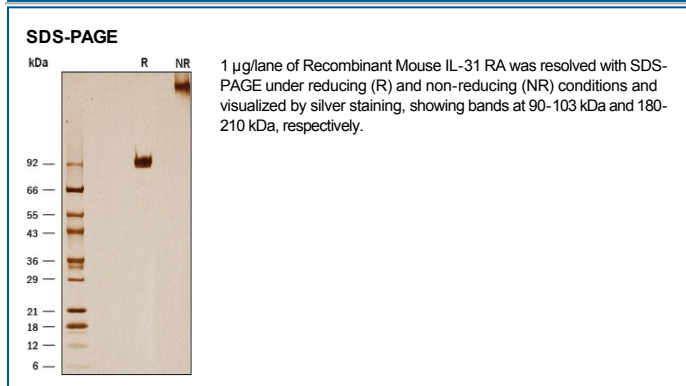 SDS-PAGE
kDa R NR
1 µg/lane of Recombinant Mouse IL-31 RA was resolved with SDS-
PAGE under reducing (R) and non-reducing (NR) conditions and
visualized by silver staining, showing bands at 90-103 kDa and 180-
210 kDa, respectively.
92
66
55
43
36
29
21
18
12
6